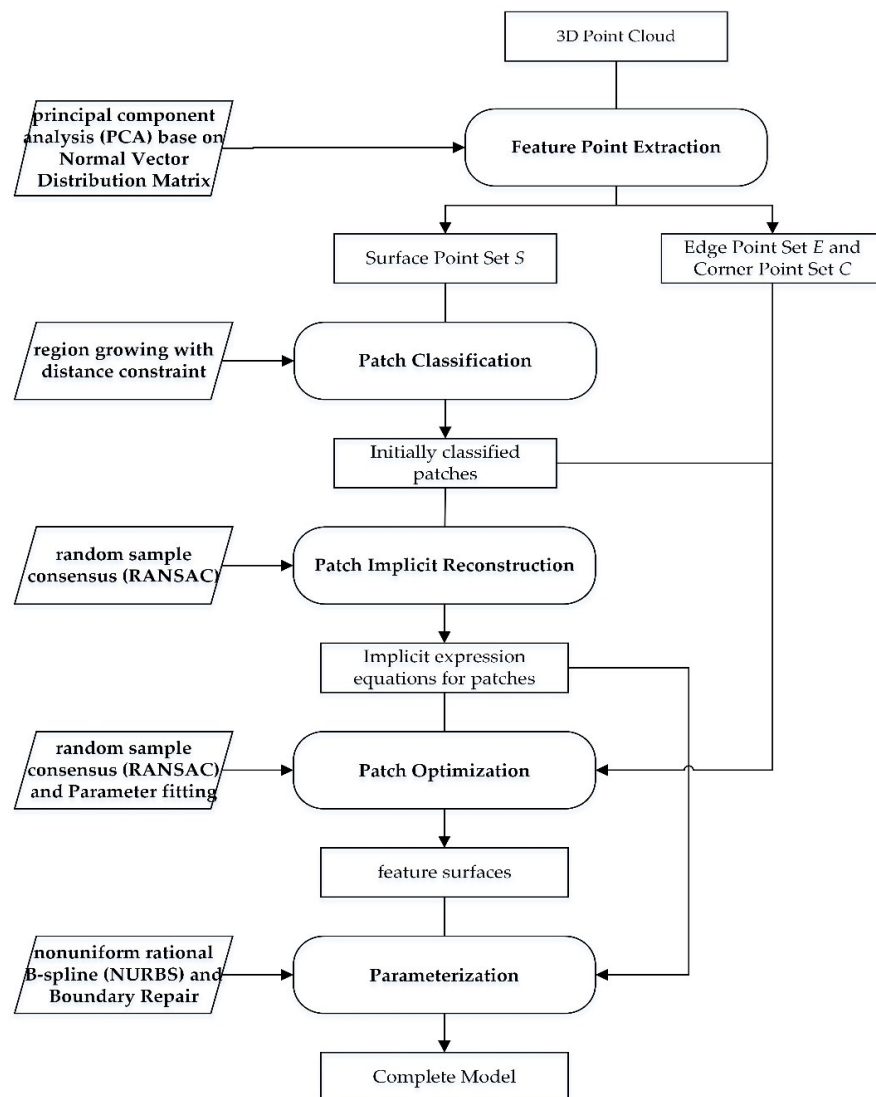 3D Point Cloud
principal component
analysis (PCA) base on
Normal Vector
Distribution Matrix
Feature Point Extraction
Surface Point Set S
Edge Point Set E and
Corner Point Set C
region growing with
distance constraint
Patch Classification
Initially classified
patches
random sample
consensus (RANSAC)
Patch Implicit Reconstruction
Implicit expression
equations for patches
random sample
consensus (RANSAC)
and Parameter fitting
Patch Optimization
feature surfaces
nonuniform rational
B-spline (NURBS) and
Boundary Repair
Parameterization
Complete Model